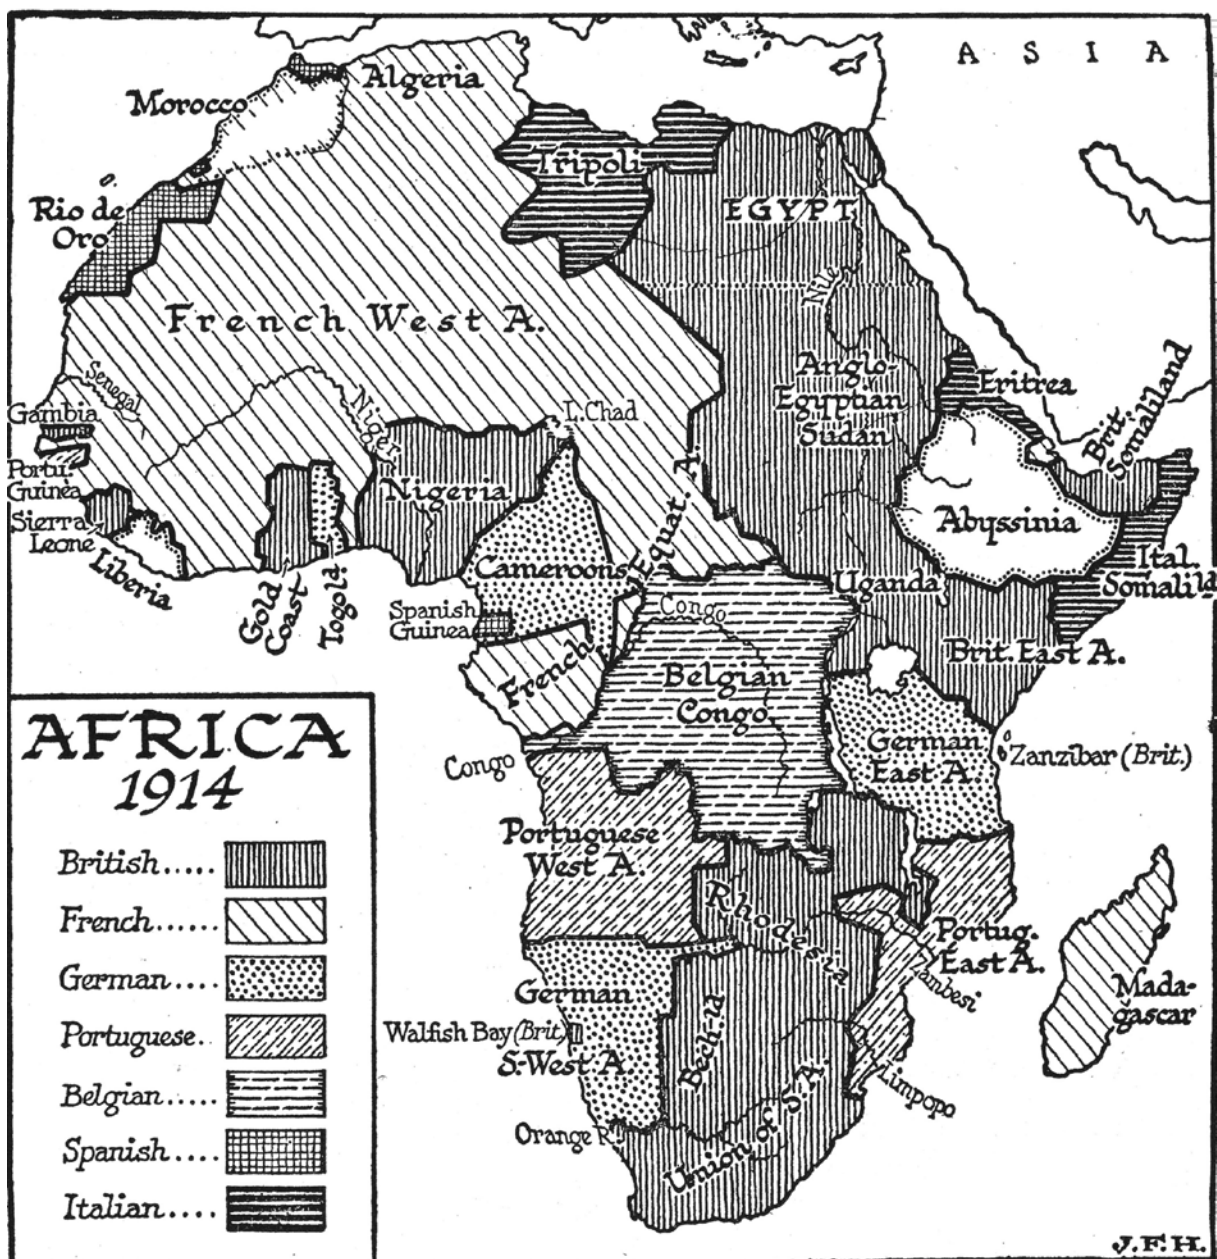 ASIA
Algeria
Morocco
Tripoli
Rio de
Oro
EGYPT
French West A.
Nile
Senegal
Niger
Anglo-
Egyptian
Sudan
Eritrea
Brit.
Somaliland
Gambia
L. Chad
Portu.
Guinea
Nigeria
Sierra
Leone
Liberia
Abyssinia
Gold
Coast
Togold.
Cameroons
Equat. A.
Uganda
Ital.
Somalild
Spanish
Guinea
Congo
French
Brit. East A.
Belgian
Congo
German
East A.
Zanzibar (Brit.)
Congo
AFRICA
1914
Portuguese
West A.
Rhodesia
Portug.
East A.
Zambesi
Mada-
gascar
German
Walfish Bay (Brit.)
S.-West A.
Bech. ld
Limpopo
Orange R.
Union of S. A.
British.....
French......
German....
Portuguese..
Belgian.....
Spanish....
Italian....
J.F.H.